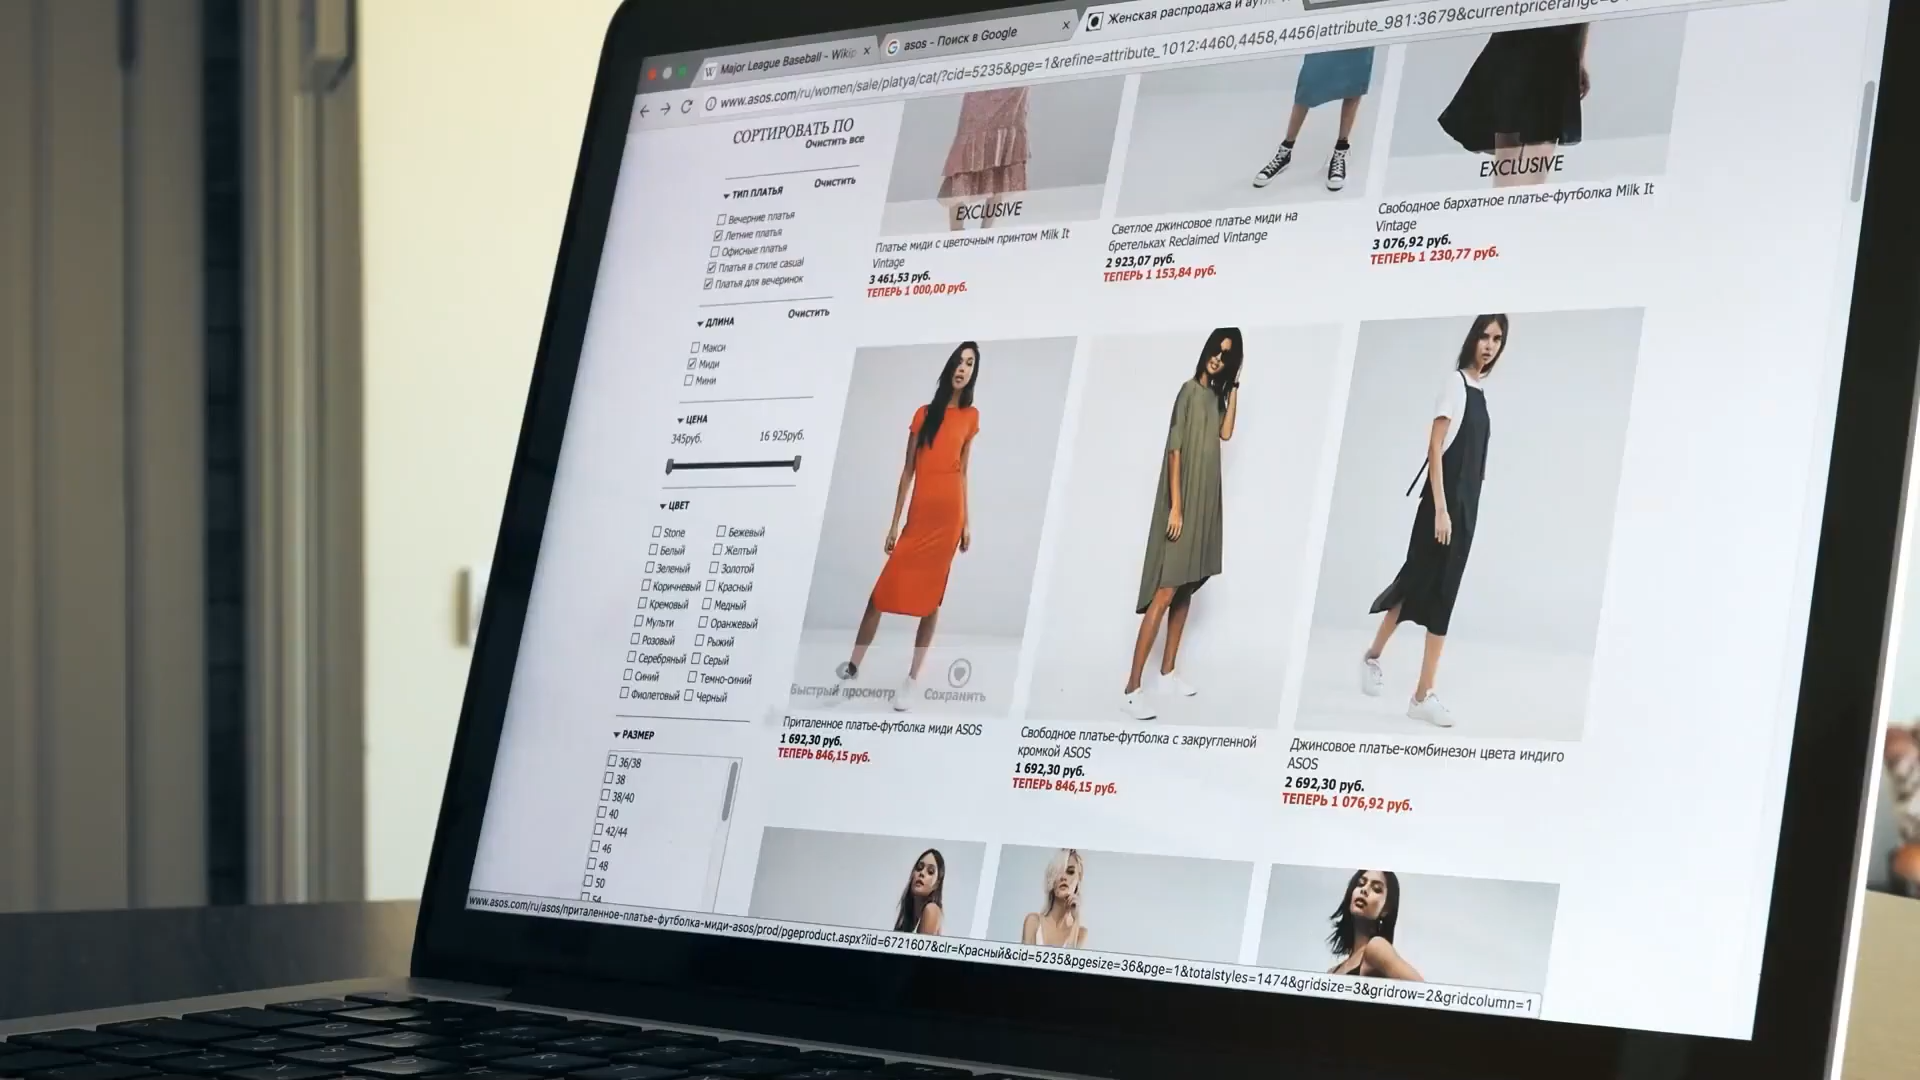 Major League Baseball - Wikip
asos - Поиск в Google
Женская распродажа и аутл
www.asos.com/ru/women/sale/platya/cat/?cid=5235&pge=1&refine=attribute_1012:4460,4458,4456|attribute_981:3679&currentpricerange=
СОРТИРОВАТЬ ПО
Очистить все
ТИП ПЛАТЬЯ
Очистить
Вечерние платья
Летние платья
Офисные платья
Платья в стиле casual
Платья для вечеринок
ДЛИНА
Очистить
Макси
Миди
Мини
ЦЕНА
345руб.
16 925руб.
ЦВЕТ
Stone
Бежевый
Белый
Желтый
Зеленый
Золотой
Коричневый
Красный
Кремовый
Медный
Мульти
Оранжевый
Розовый
Рыжий
Серебряный
Серый
Синий
Темно-синий
Фиолетовый
Черный
РАЗМЕР
36/38
38
38/40
40
42/44
46
48
50
54
EXCLUSIVE
Платье миди с цветочным принтом Milk It
Vintage
3 461,53 руб.
ТЕПЕРЬ 1 000,00 руб.
Светлое джинсовое платье миди на
бретельках Reclaimed Vintange
2 923,07 руб.
ТЕПЕРЬ 1 153,84 руб.
EXCLUSIVE
Свободное бархатное платье-футболка Milk It
Vintage
3 076,92 руб.
ТЕПЕРЬ 1 230,77 руб.
Быстрый просмотр
Сохранить
Приталенное платье-футболка миди ASOS
1 692,30 руб.
ТЕПЕРЬ 846,15 руб.
Свободное платье-футболка с закругленной
кромкой ASOS
1 692,30 руб.
ТЕПЕРЬ 846,15 руб.
Джинсовое платье-комбинезон цвета индиго
ASOS
2 692,30 руб.
ТЕПЕРЬ 1 076,92 руб.
www.asos.com/ru/asos/приталенное-платье-футболка-миди-asos/prod/pgeproduct.aspx?iid=6721607&clr=Красный&cid=5235&pgesize=36&pge=1&totalstyles=1474&gridsize=3&gridrow=2&gridcolumn=1